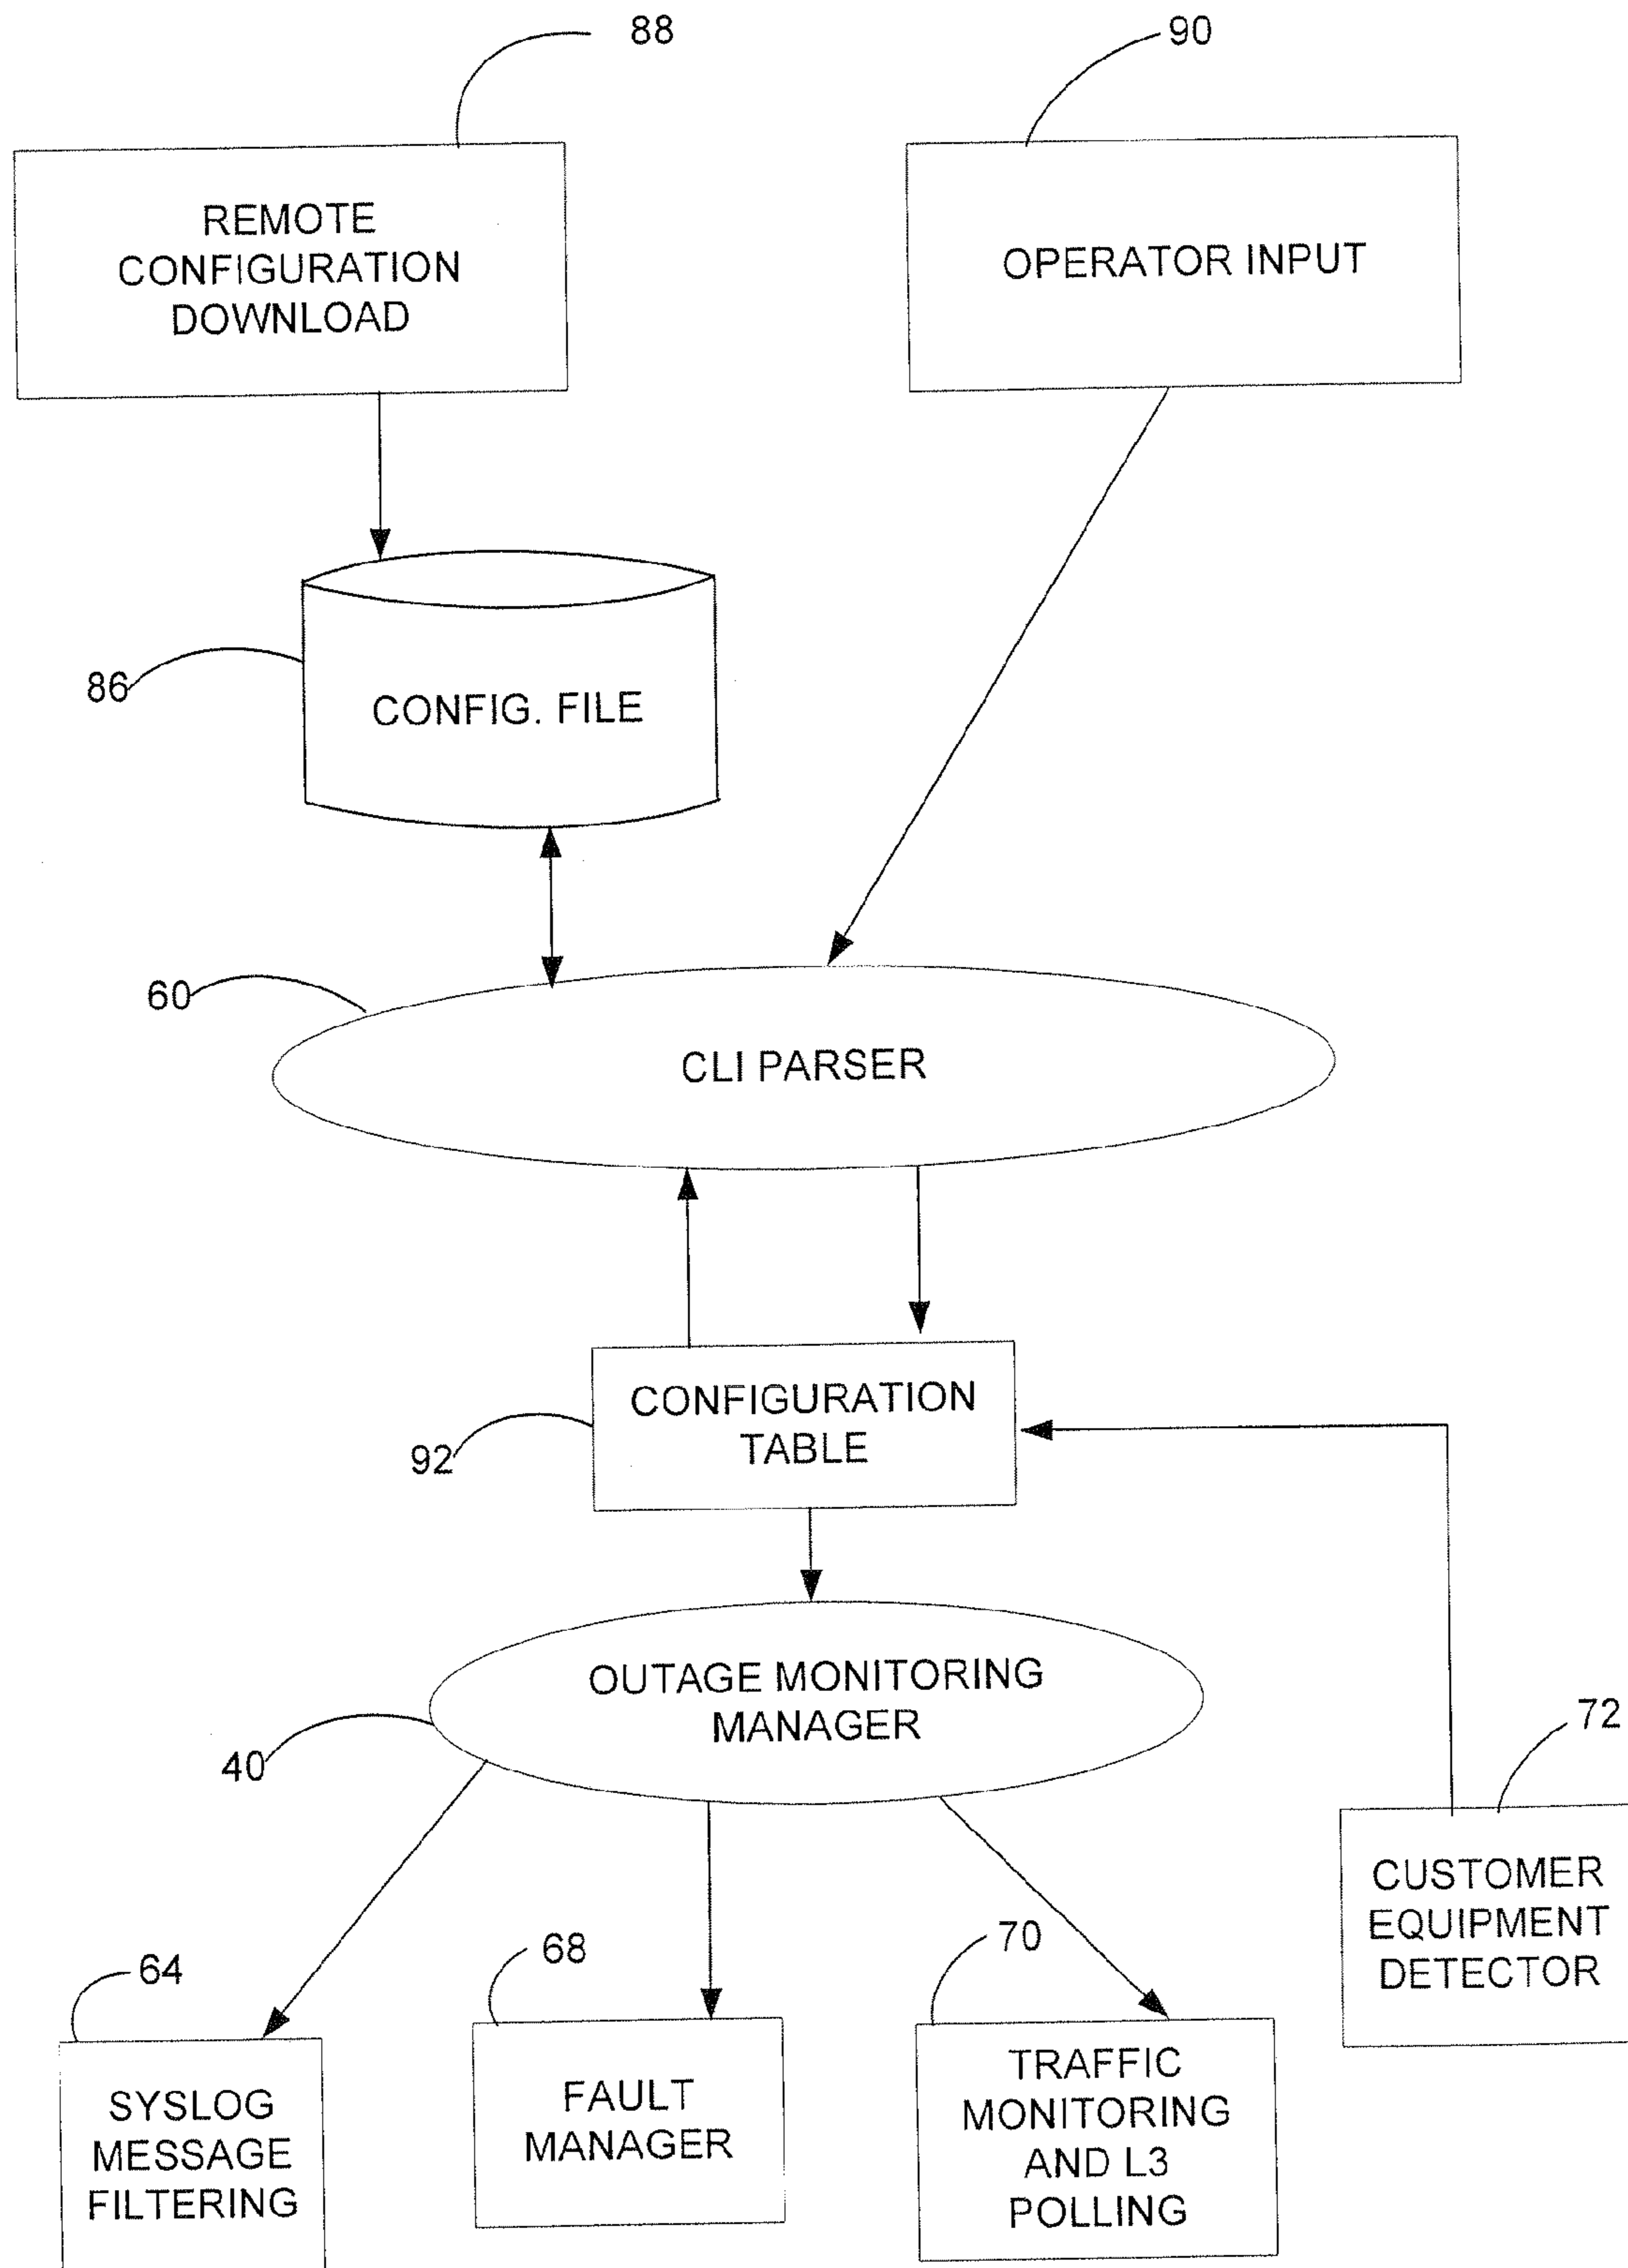 88
90
REMOTE
CONFIGURATION
DOWNLOAD
OPERATOR INPUT
86
CONFIG. FILE
60
CLI PARSER
CONFIGURATION
TABLE
92
OUTAGE MONITORING
MANAGER
40
72
CUSTOMER
EQUIPMENT
DETECTOR
64
68
70
SYSLOG
MESSAGE
FILTERING
FAULT
MANAGER
TRAFFIC
MONITORING
AND L3
POLLING